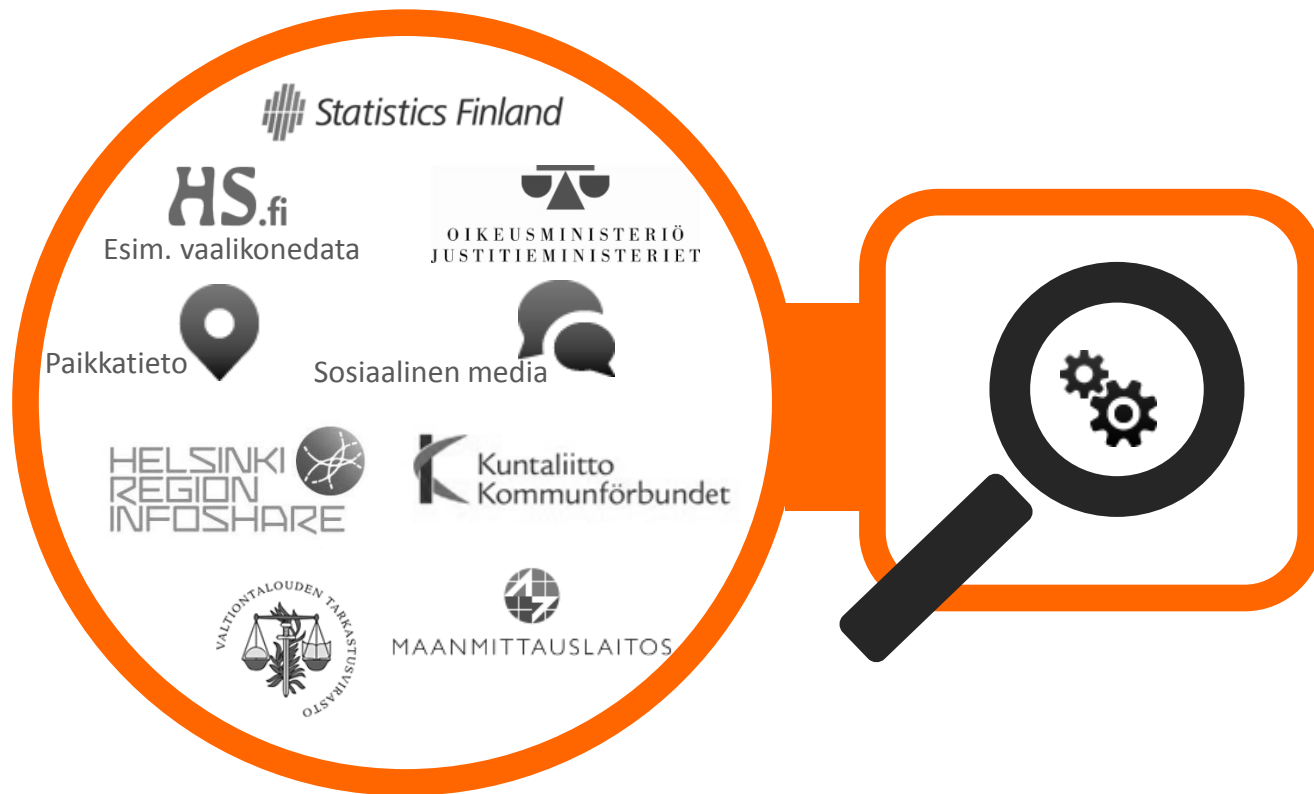 Statistics Finland
HS.fi
Esim. vaalikonedata
OIKEUSMINISTERIÖ
JUSTITIEMINISTERIET
Paikkatieto
Sosiaalinen media
HELSINKI
REGION
INFOSHARE
Kuntaliitto
Kommunförbundet
VALTIONTALOUDEN TARKASTUSVIRASTO
MAANMITTAUSLAITOS